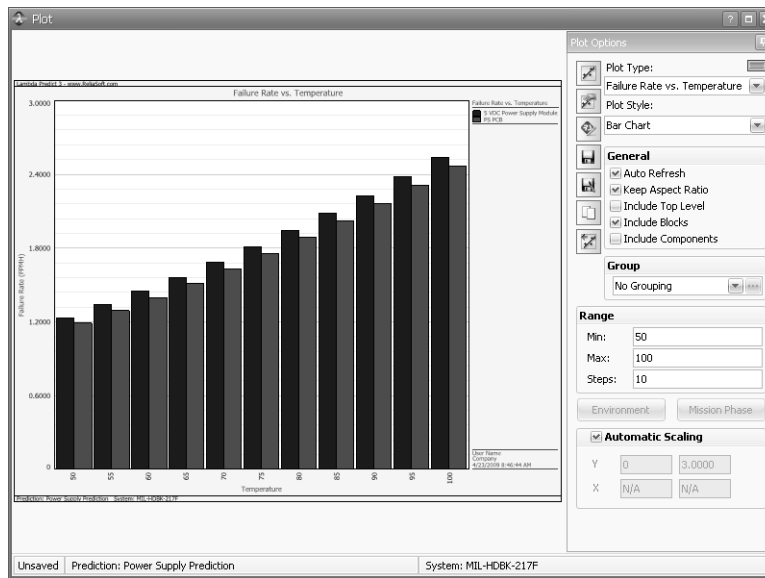 Plot
?
Plot Options
Lambda Predict 3 - www.ReliaSoft.com
Failure Rate vs. Temperature
3.0000
2.4000
1.8000
1.2000
0.6000
0
Failure Rate (FPMH)
50
55
60
65
70
75
80
85
90
95
100
Temperature
Failure Rate vs. Temperature
5 VDC Power Supply Module
PS PCB
User Name
Company
4/23/2009 8:46:44 AM
Prediction: Power Supply Prediction System: MIL-HDBK-217F
Plot Type:
Failure Rate vs. Temperature
Plot Style:
Bar Chart
General
Auto Refresh
Keep Aspect Ratio
Include Top Level
Include Blocks
Include Components
Group
No Grouping
...
Range
Min: 50
Max: 100
Steps: 10
Environment Mission Phase
Automatic Scaling
Y 0 3.0000
X N/A N/A
Unsaved Prediction: Power Supply Prediction System: MIL-HDBK-217F